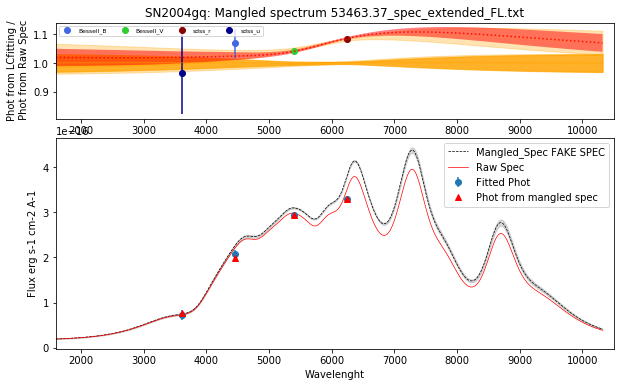 SN2004gq: Mangled spectrum 53463.37_spec_extended_FL.txt
Phot from LCfitting /
Phot from Raw Spec
Bessell_B Bessell_V sdss_r sdss_u
1.1
1.0
0.9
2000 3000 4000 5000 6000 7000 8000 9000 10000
1e−16
Flux erg s-1 cm-2 A-1
4
3
2
1
0
Mangled_Spec FAKE SPEC
Raw Spec
Fitted Phot
Phot from mangled spec
2000 3000 4000 5000 6000 7000 8000 9000 10000
Wavelenght